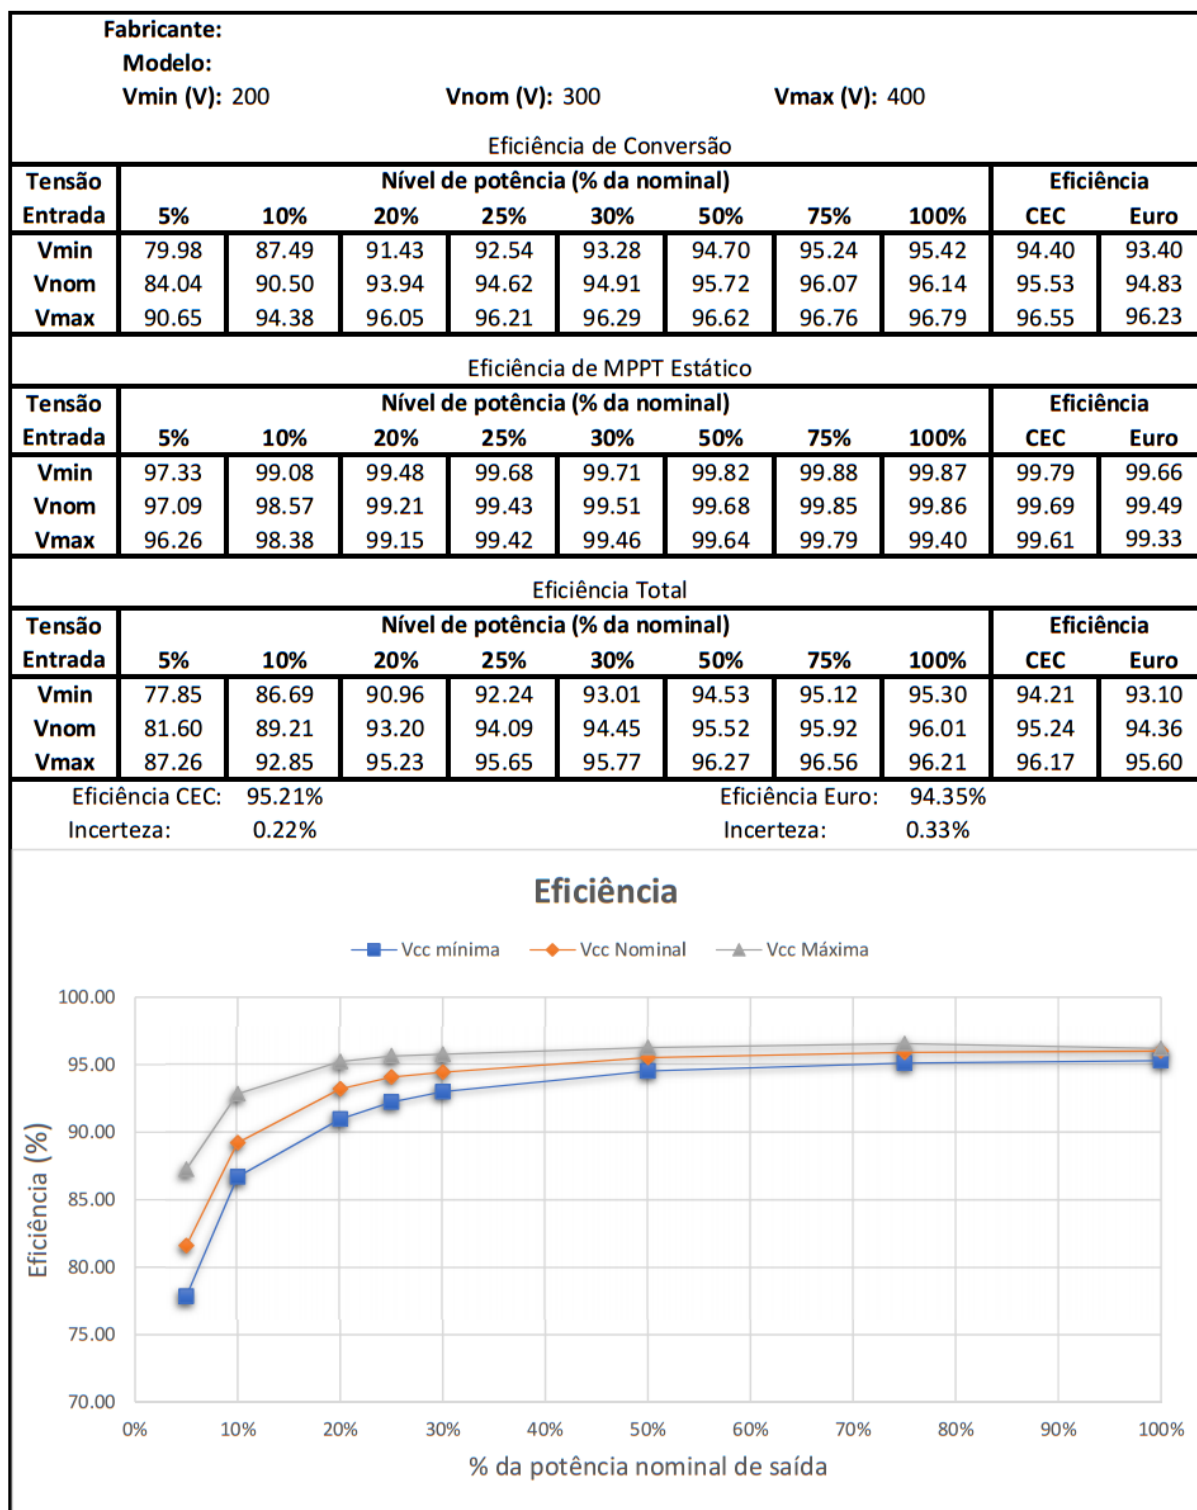 Fabricante:
Modelo:
Vmin (V): 200 Vnom (V): 300 Vmax (V): 400
Eficiência de Conversão
Tensão Nível de potência (% da nominal) Eficiência
Entrada 5% 10% 20% 25% 30% 50% 75% 100% CEC Euro
Vmin 79.98 87.49 91.43 92.54 93.28 94.70 95.24 95.42 94.40 93.40
Vnom 84.04 90.50 93.94 94.62 94.91 95.72 96.07 96.14 95.53 94.83
Vmax 90.65 94.38 96.05 96.21 96.29 96.62 96.76 96.79 96.55 96.23
Eficiência de MPPT Estático
Tensão Nível de potência (% da nominal) Eficiência
Entrada 5% 10% 20% 25% 30% 50% 75% 100% CEC Euro
Vmin 97.33 99.08 99.48 99.68 99.71 99.82 99.88 99.87 99.79 99.66
Vnom 97.09 98.57 99.21 99.43 99.51 99.68 99.85 99.86 99.69 99.49
Vmax 96.26 98.38 99.15 99.42 99.46 99.64 99.79 99.40 99.61 99.33
Eficiência Total
Tensão Nível de potência (% da nominal) Eficiência
Entrada 5% 10% 20% 25% 30% 50% 75% 100% CEC Euro
Vmin 77.85 86.69 90.96 92.24 93.01 94.53 95.12 95.30 94.21 93.10
Vnom 81.60 89.21 93.20 94.09 94.45 95.52 95.92 96.01 95.24 94.36
Vmax 87.26 92.85 95.23 95.65 95.77 96.27 96.56 96.21 96.17 95.60
Eficiência CEC: 95.21% Eficiência Euro: 94.35%
Incerteza: 0.22% Incerteza: 0.33%
Eficiência
Vcc mínima Vcc Nominal Vcc Máxima
100.00
95.00
90.00
85.00
80.00
75.00
70.00
Eficiência (%)
0% 10% 20% 30% 40% 50% 60% 70% 80% 90% 100%
% da potência nominal de saída